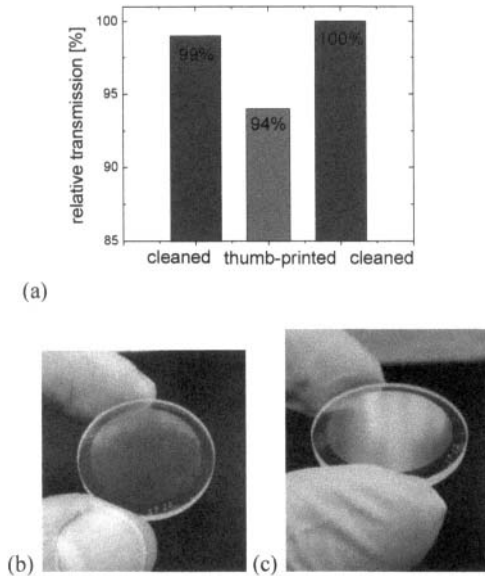 100
95
90
85
relative transmission [%]
99%
94%
100%
cleaned thumb-printed cleaned
(a)
(b)
(c)